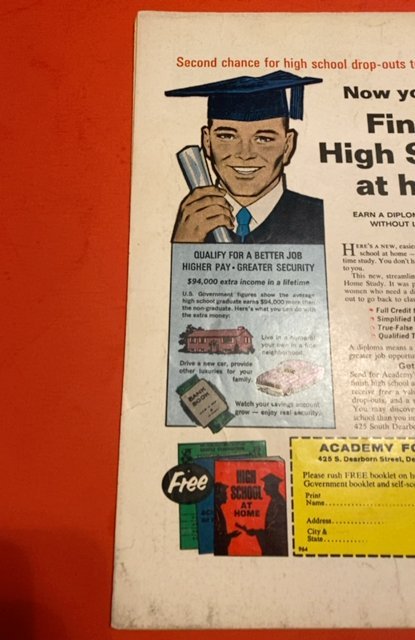 Second chance for high school drop-outs t
Now yo
Fin
High S
at h
EARN A DIPLOM
WITHOUT L
HERE'S A NEW, easie
school at home —
time study. You don't h
to you.
This new, streamlin
Home Study. It was p
women who need a d
out to go back to clas
Full Credit f
Simplified l
True-False
Qualified T
A diploma means a
greater job opportu
Get
Send for Academy
finish high school a
receive free a valu
drop-outs, and a s
You may discover
school than you im
425 South Dearbo
QUALIFY FOR A BETTER JOB
HIGHER PAY • GREATER SECURITY
$94,000 extra income in a lifetime
U.S. Government figures show the average
high school graduate earns $94,000 more than
the non-graduate. Here's what you can do with
the extra money:
Live in a home of
your own in a fine
neighborhood.
Drive a new car, provide
other luxuries for your
family.
BANK
BOOK
Watch your savings account
grow — enjoy real security.
Free
HIGH
SCHOOL
AT
HOME
ACADEMY FO
425 S. Dearborn Street, De
Please rush FREE booklet on h
Government booklet and self-sco
Print
Name
Address
City &
State
964